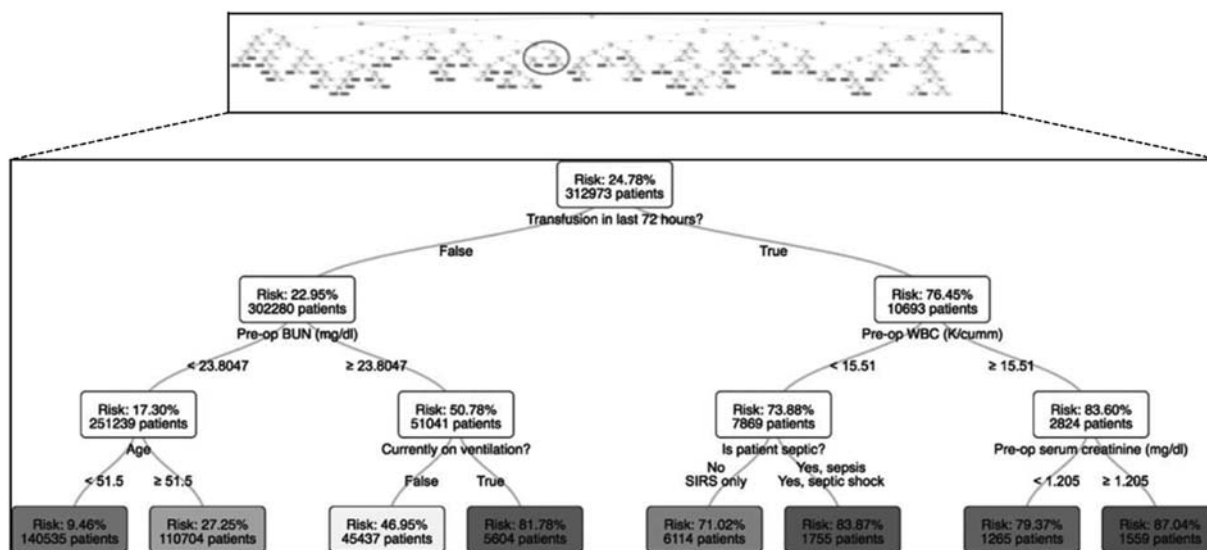 Risk: 24.78%
312973 patients
Transfusion in last 72 hours?
False
True
Risk: 22.95%
302280 patients
Pre-op BUN (mg/dl)
Risk: 76.45%
10693 patients
Pre-op WBC (K/cumm)
< 23.8047
≥ 23.8047
< 15.51
≥ 15.51
Risk: 17.30%
251239 patients
Age
Risk: 50.78%
51041 patients
Currently on ventilation?
Risk: 73.88%
7869 patients
Is patient septic?
Risk: 83.60%
2824 patients
Pre-op serum creatinine (mg/dl)
< 51.5
≥ 51.5
False
True
No
SIRS only
Yes, sepsis
Yes, septic shock
< 1.205
≥ 1.205
Risk: 9.46%
140535 patients
Risk: 27.25%
110704 patients
Risk: 46.95%
45437 patients
Risk: 81.78%
5604 patients
Risk: 71.02%
6114 patients
Risk: 83.87%
1755 patients
Risk: 79.37%
1265 patients
Risk: 87.04%
1559 patients